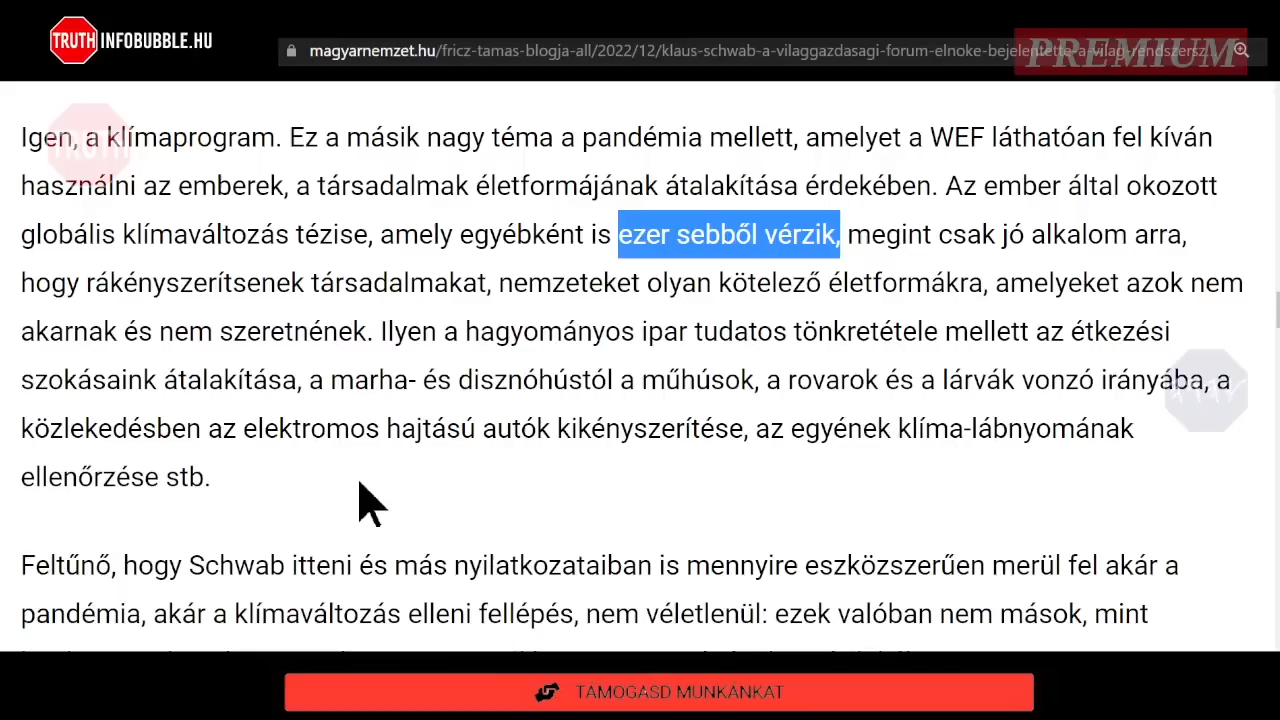 TRUTH INFOBUBBLE.HU
magyarnemzet.hu/fricz-tamas-blogja-all/2022/12/klaus-schwab-a-vilaggazdasagi-forum-elnoke-bejelentette-a-vilag-rendszersz...
PREMIUM
Igen, a klímaprogram. Ez a másik nagy téma a pandémia mellett, amelyet a WEF láthatóan fel kíván
használni az emberek, a társadalmak életformájának átalakítása érdekében. Az ember által okozott
globális klímaváltozás tézise, amely egyébként is ezer sebből vérzik, megint csak jó alkalom arra,
hogy rákényszerítsenek társadalmakat, nemzeteket olyan kötelező életformákra, amelyeket azok nem
akarnak és nem szeretnének. Ilyen a hagyományos ipar tudatos tönkretétele mellett az étkezési
szokásaink átalakítása, a marha- és disznóhústól a műhúsok, a rovarok és a lárvák vonzó irányába, a
közlekedésben az elektromos hajtású autók kikényszerítése, az egyének klíma-lábnyomának
ellenőrzése stb.
Feltűnő, hogy Schwab itteni és más nyilatkozataiban is mennyire eszközszerűen merül fel akár a
pandémia, akár a klímaváltozás elleni fellépés, nem véletlenül: ezek valóban nem mások, mint
TÁMOGASD MUNKÁNKAT